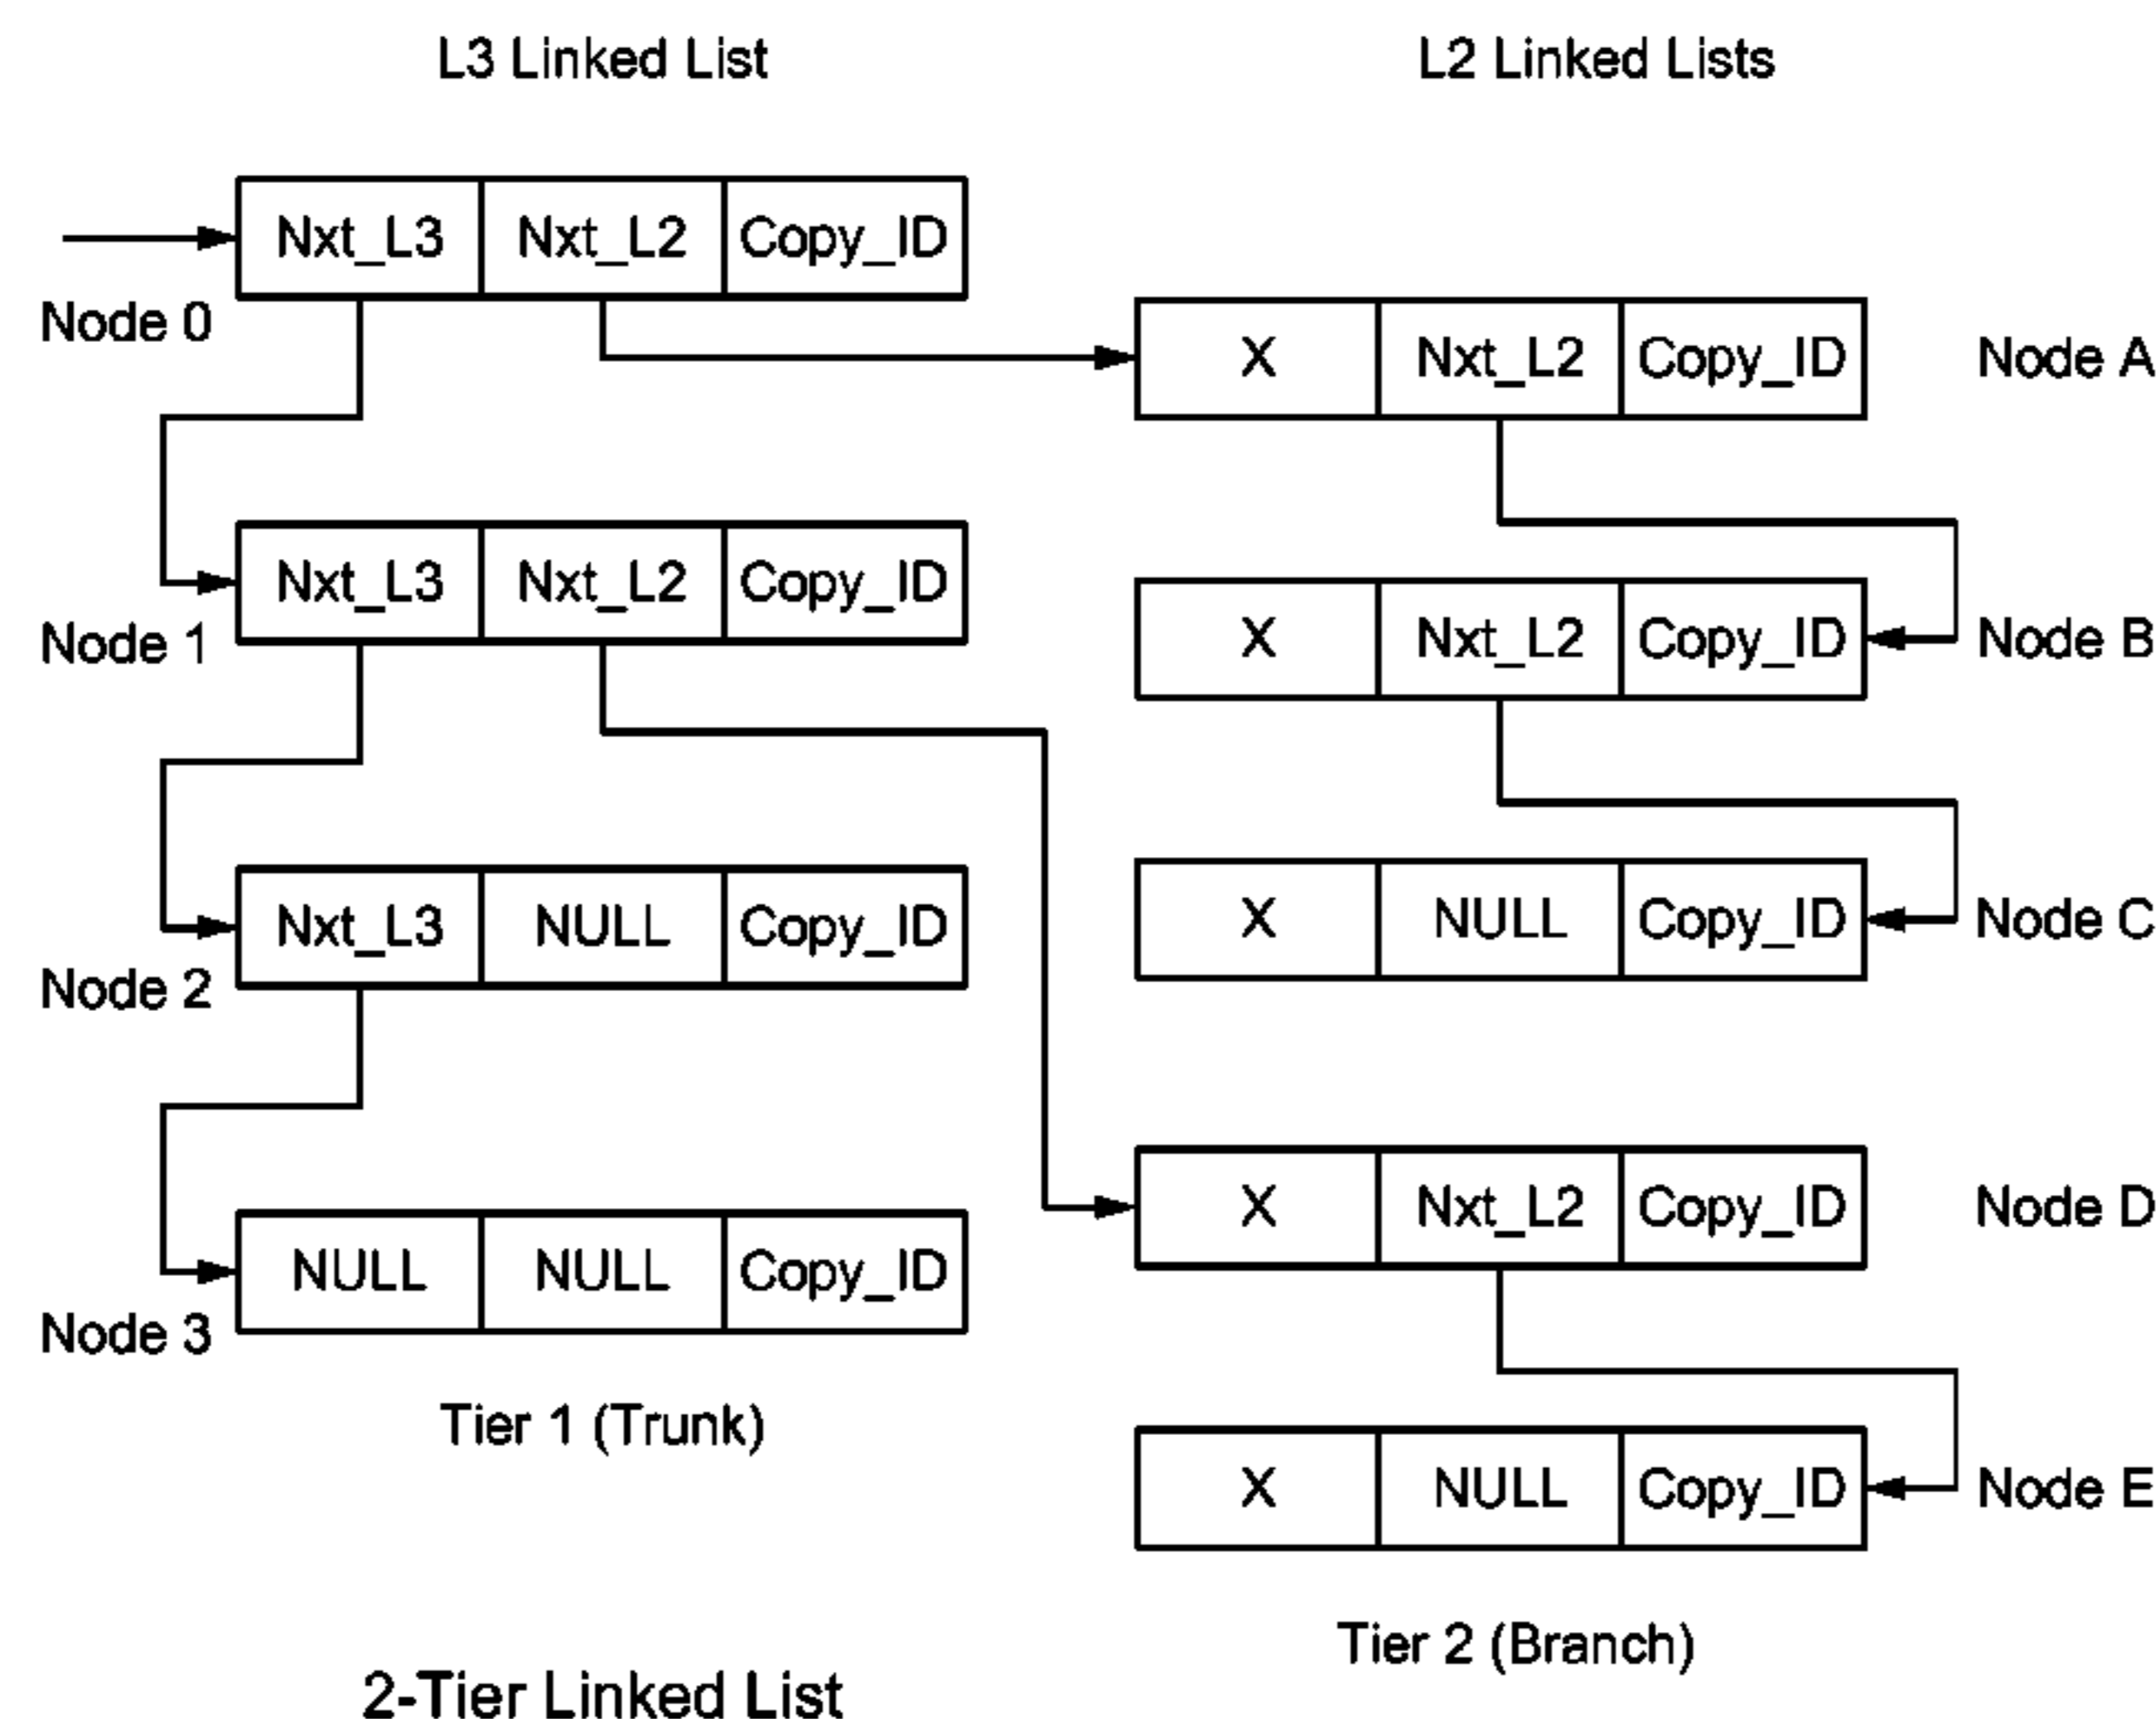 L3 Linked List
L2 Linked Lists
Nxt_L3 Nxt_L2 Copy_ID
Node 0
X Nxt_L2 Copy_ID
Node A
Nxt_L3 Nxt_L2 Copy_ID
Node 1
X Nxt_L2 Copy_ID
Node B
Nxt_L3 NULL Copy_ID
Node 2
X NULL Copy_ID
Node C
X Nxt_L2 Copy_ID
Node D
NULL NULL Copy_ID
Node 3
Tier 1 (Trunk)
X NULL Copy_ID
Node E
Tier 2 (Branch)
2-Tier Linked List